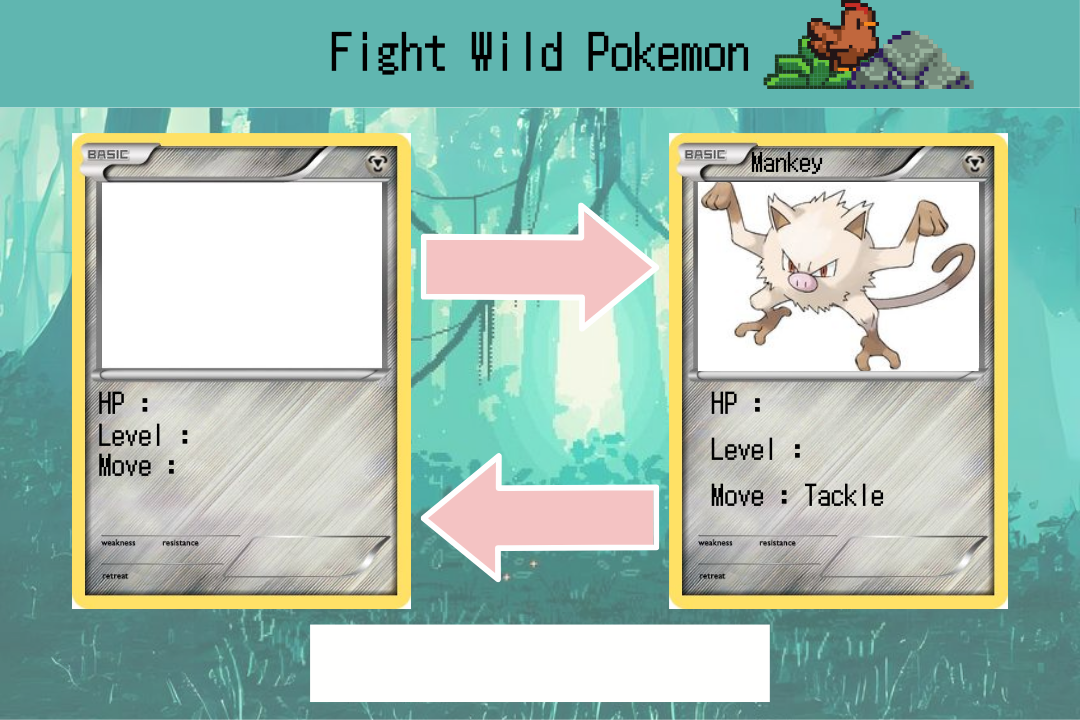 Fight Wild Pokemon
BASIC
HP :
Level :
Move :
weakness resistance
retreat
BASIC
Mankey
HP :
Level :
Move : Tackle
weakness resistance
retreat